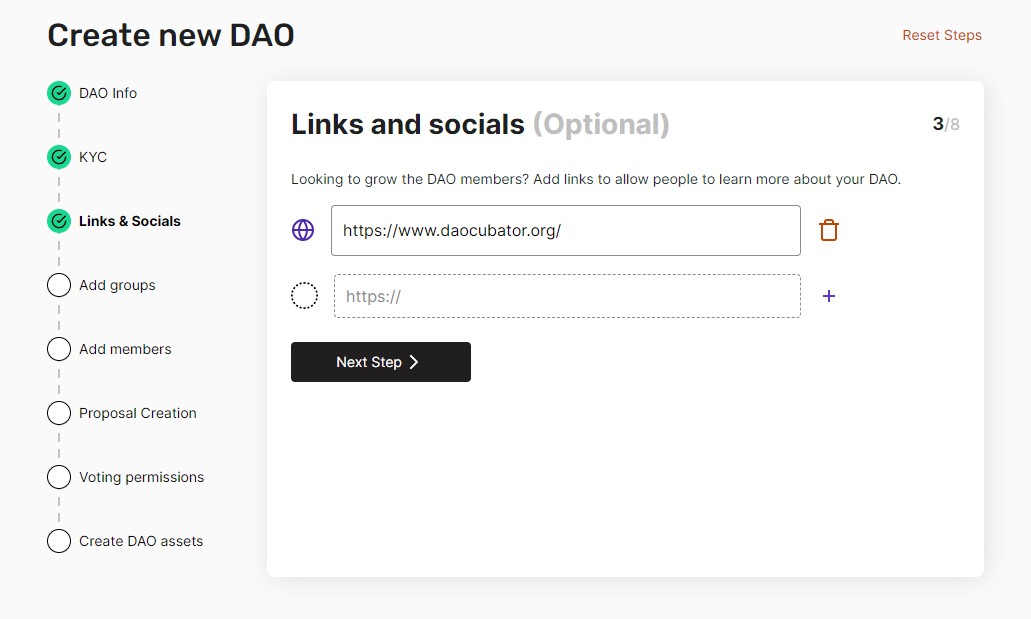 Create new DAO
Reset Steps
DAO Info
KYC
Links & Socials
Add groups
Add members
Proposal Creation
Voting permissions
Create DAO assets
Links and socials (Optional)
3/8
Looking to grow the DAO members? Add links to allow people to learn more about your DAO.
https://www.daocubator.org/
https://
Next Step